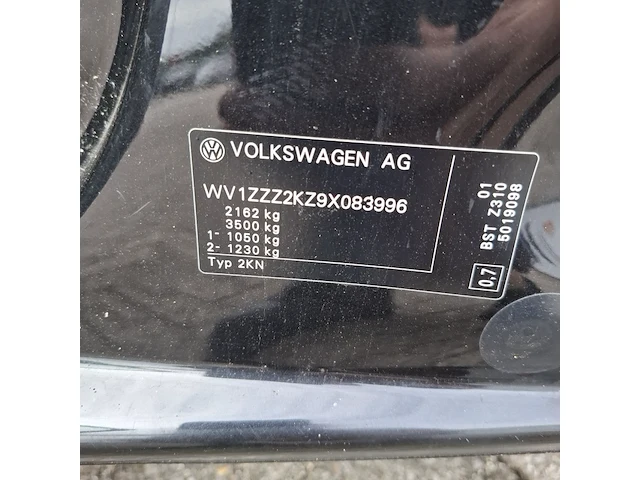 VOLKSWAGEN AG
WV1ZZZ2KZ9X083996
2162 kg
3500 kg
1- 1050 kg
2- 1230 kg
Typ 2KN
01
BST Z310
5019098
0,7